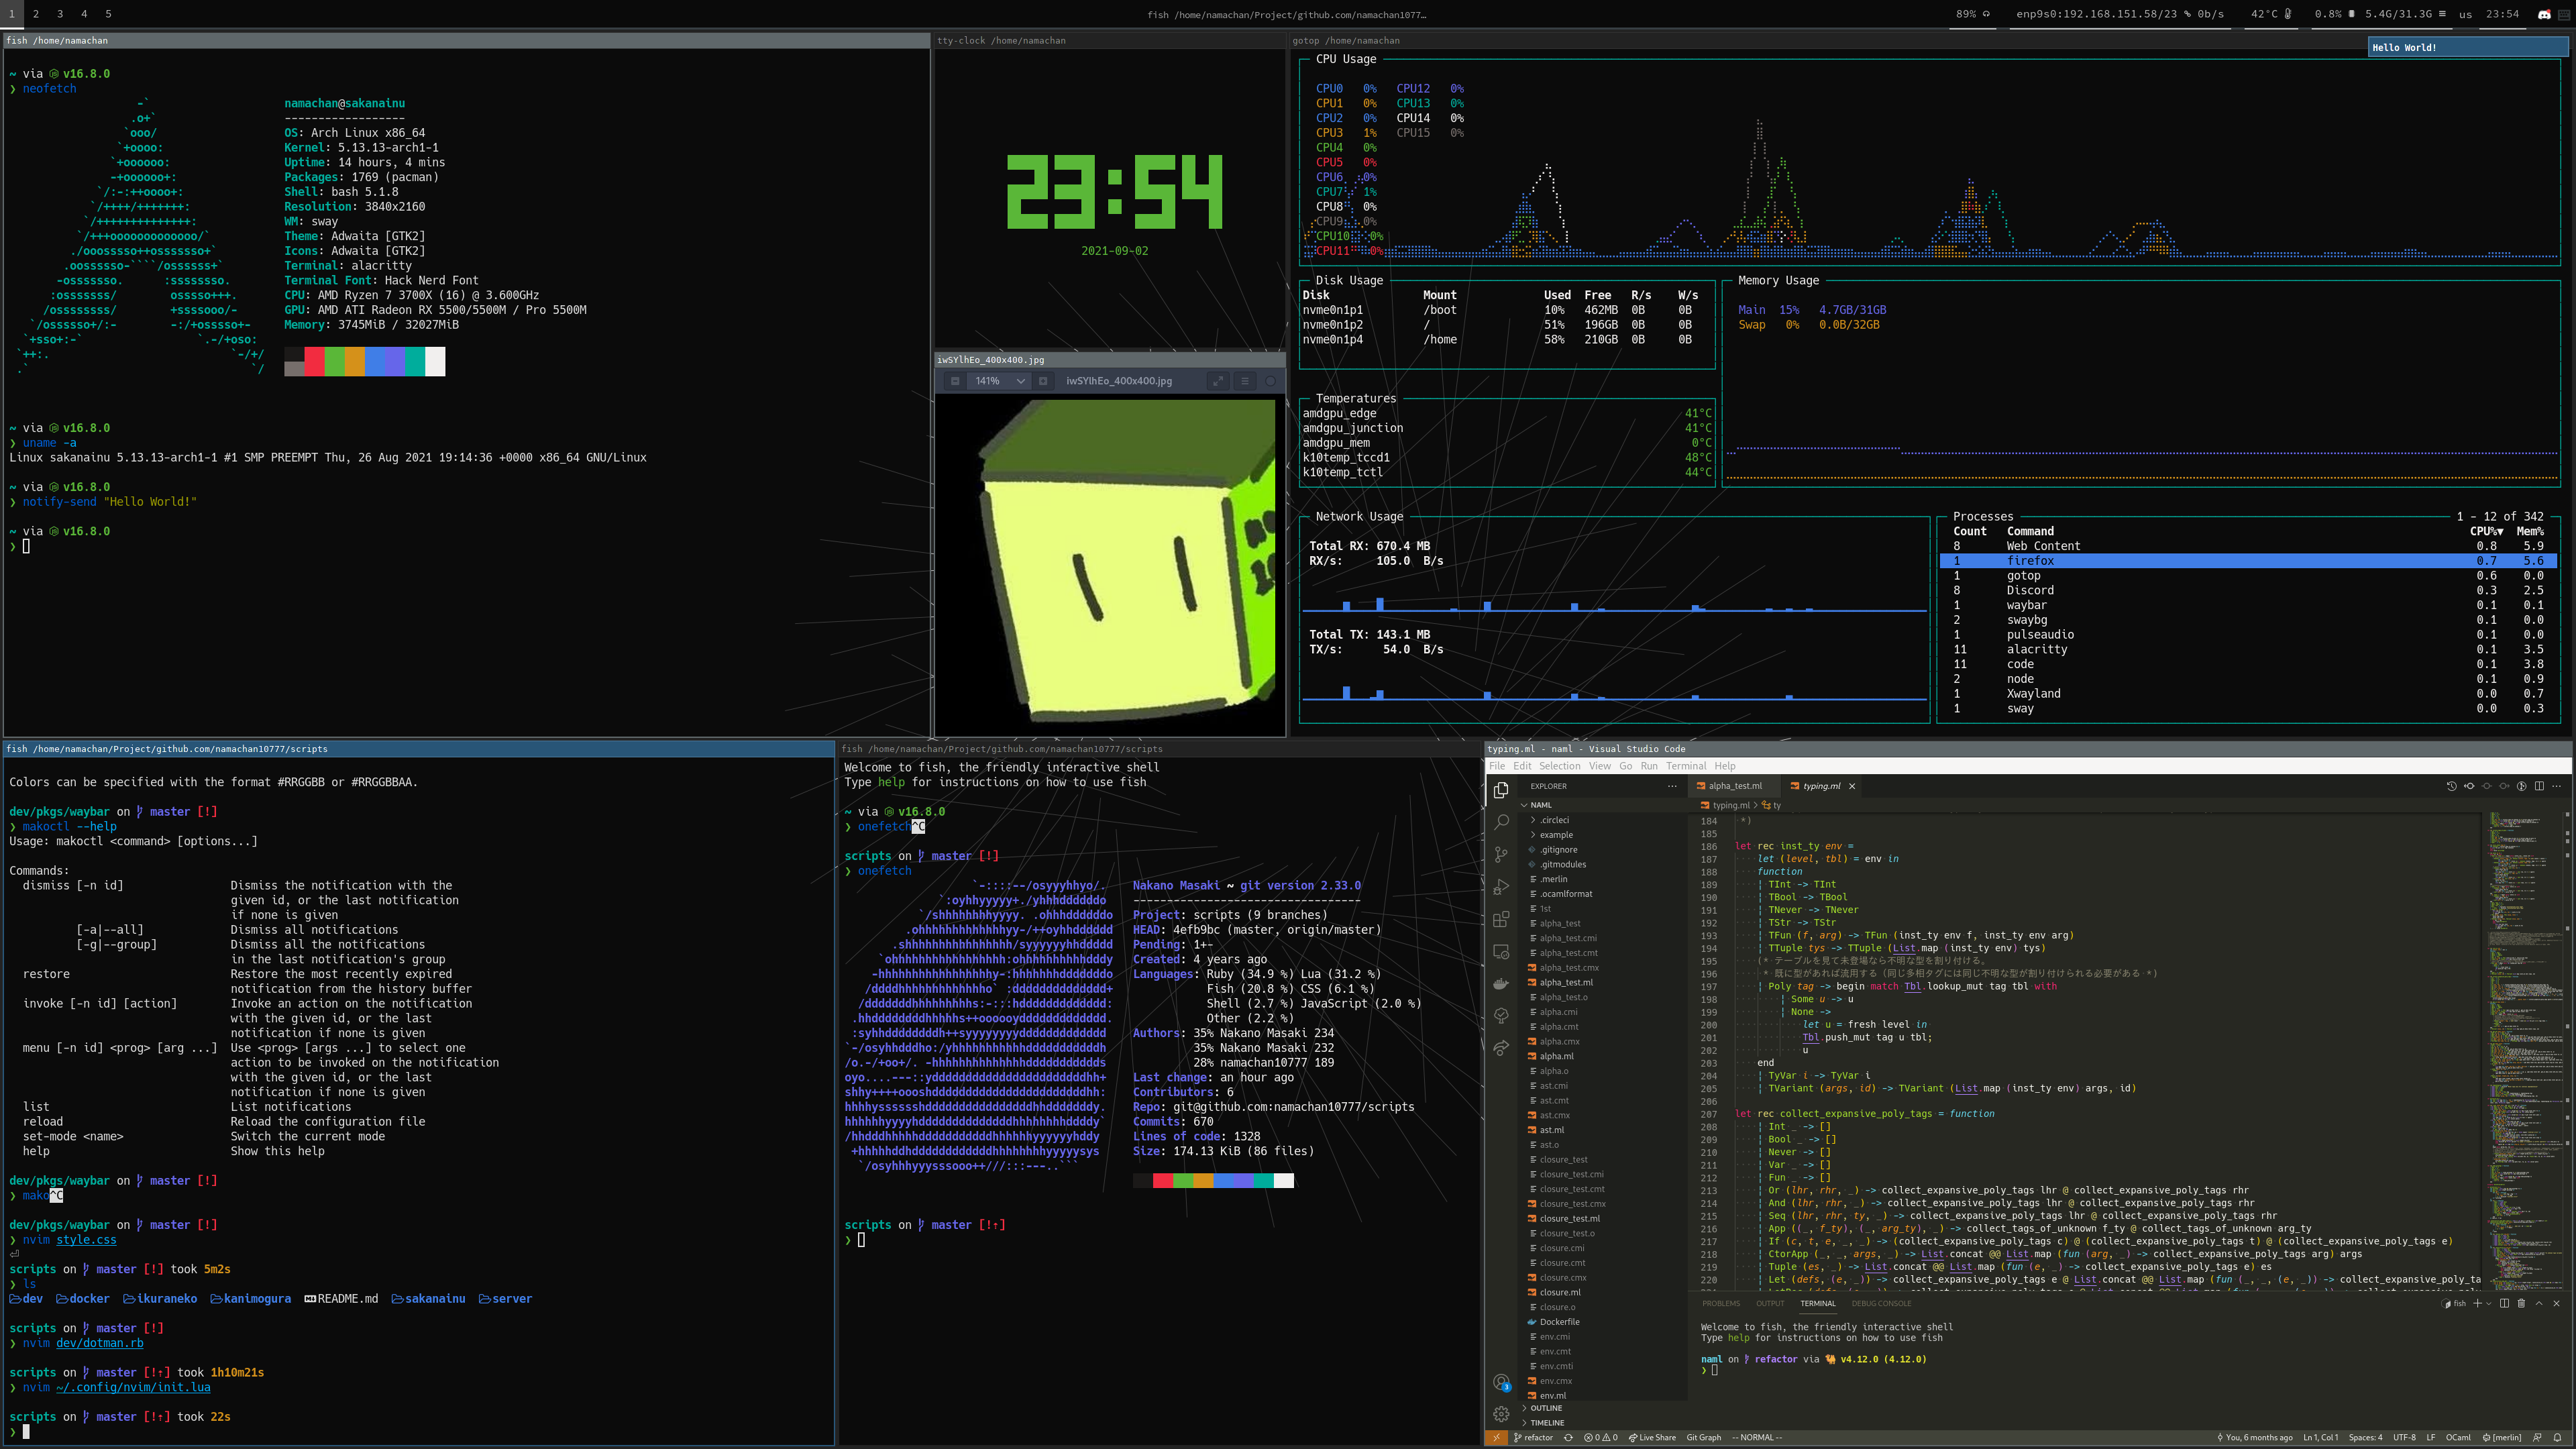 1 2 3 4 5
fish /home/namachan/Project/github.com/namachan1077…
89% enp9s0:192.168.151.58/23 0b/s 42°C 0.8% 5.4G/31.3G us 23:54
fish /home/namachan
~ via v16.8.0
❯ neofetch
namachan@sakanainu
------------------
OS: Arch Linux x86_64
Kernel: 5.13.13-arch1-1
Uptime: 14 hours, 4 mins
Packages: 1769 (pacman)
Shell: bash 5.1.8
Resolution: 3840x2160
WM: sway
Theme: Adwaita [GTK2]
Icons: Adwaita [GTK2]
Terminal: alacritty
Terminal Font: Hack Nerd Font
CPU: AMD Ryzen 7 3700X (16) @ 3.600GHz
GPU: AMD ATI Radeon RX 5500/5500M / Pro 5500M
Memory: 3745MiB / 32027MiB
~ via v16.8.0
❯ uname -a
Linux sakanainu 5.13.13-arch1-1 #1 SMP PREEMPT Thu, 26 Aug 2021 19:14:36 +0000 x86_64 GNU/Linux
~ via v16.8.0
❯ notify-send "Hello World!"
~ via v16.8.0
❯
tty-clock /home/namachan
23:54
2021-09-02
iwSYlhEo_400x400.jpg
141% iwSYlhEo_400x400.jpg
gotop /home/namachan
Hello World!
CPU Usage
CPU0 0% CPU12 0%
CPU1 0% CPU13 0%
CPU2 0% CPU14 0%
CPU3 1% CPU15 0%
CPU4 0%
CPU5 0%
CPU6 0%
CPU7 1%
CPU8 0%
CPU9 0%
CPU10 0%
CPU11 0%
Disk Usage
Disk Mount Used Free R/s W/s
nvme0n1p1 /boot 10% 462MB 0B 0B
nvme0n1p2 / 51% 196GB 0B 0B
nvme0n1p4 /home 58% 210GB 0B 0B
Memory Usage
Main 15% 4.7GB/31GB
Swap 0% 0.0B/32GB
Temperatures
amdgpu_edge 41°C
amdgpu_junction 41°C
amdgpu_mem 0°C
k10temp_tccd1 48°C
k10temp_tctl 44°C
Network Usage
Total RX: 670.4 MB
RX/s: 105.0 B/s
Total TX: 143.1 MB
TX/s: 54.0 B/s
Processes 1 - 12 of 342
Count Command CPU%▼ Mem%
8 Web Content 0.8 5.9
1 firefox 0.7 5.6
1 gotop 0.6 0.0
8 Discord 0.3 2.5
1 waybar 0.1 0.1
2 swaybg 0.1 0.0
1 pulseaudio 0.1 0.0
11 alacritty 0.1 3.5
11 code 0.1 3.8
2 node 0.1 0.9
1 Xwayland 0.0 0.7
1 sway 0.0 0.3
fish /home/namachan/Project/github.com/namachan10777/scripts
Colors can be specified with the format #RRGGBB or #RRGGBBAA.
dev/pkgs/waybar on master [!]
❯ makoctl --help
Usage: makoctl <command> [options...]
Commands:
dismiss [-n id] Dismiss the notification with the
given id, or the last notification
if none is given
[-a|--all] Dismiss all notifications
[-g|--group] Dismiss all the notifications
in the last notification's group
restore Restore the most recently expired
notification from the history buffer
invoke [-n id] [action] Invoke an action on the notification
with the given id, or the last
notification if none is given
menu [-n id] <prog> [arg ...] Use <prog> [args ...] to select one
action to be invoked on the notification
with the given id, or the last
notification if none is given
list List notifications
reload Reload the configuration file
set-mode <name> Switch the current mode
help Show this help
dev/pkgs/waybar on master [!]
❯ mako^C
dev/pkgs/waybar on master [!]
❯ nvim style.css
⏎
scripts on master [!] took 5m2s
❯ ls
dev docker ikuraneko kanimogura README.md sakanainu server
scripts on master [!]
❯ nvim dev/dotman.rb
scripts on master [!⇡] took 1h10m21s
❯ nvim ~/.config/nvim/init.lua
scripts on master [!⇡] took 22s
❯
fish /home/namachan/Project/github.com/namachan10777/scripts
Welcome to fish, the friendly interactive shell
Type help for instructions on how to use fish
~ via v16.8.0
❯ onefetch^C
scripts on master [!]
❯ onefetch
Nakano Masaki ~ git version 2.33.0
----------------------------------
Project: scripts (9 branches)
HEAD: 4efb9bc (master, origin/master)
Pending: 1+-
Created: 4 years ago
Languages: Ruby (34.9 %) Lua (31.2 %)
Fish (20.8 %) CSS (6.1 %)
Shell (2.7 %) JavaScript (2.0 %)
Other (2.2 %)
Authors: 35% Nakano Masaki 234
35% Nakano Masaki 232
28% namachan10777 189
Last change: an hour ago
Contributors: 6
Repo: git@github.com:namachan10777/scripts
Commits: 670
Lines of code: 1328
Size: 174.13 KiB (86 files)
scripts on master [!⇡]
❯
typing.ml - naml - Visual Studio Code
File Edit Selection View Go Run Terminal Help
EXPLORER
NAML
.circleci
example
.gitignore
.gitmodules
.merlin
.ocamlformat
1st
alpha_test
alpha_test.cmi
alpha_test.cmt
alpha_test.cmx
alpha_test.ml
alpha_test.o
alpha.cmi
alpha.cmt
alpha.cmx
alpha.ml
alpha.o
ast.cmi
ast.cmt
ast.cmx
ast.ml
ast.o
closure_test
closure_test.cmi
closure_test.cmt
closure_test.cmx
closure_test.ml
closure_test.o
closure.cmi
closure.cmt
closure.cmx
closure.ml
closure.o
Dockerfile
env.cmi
env.cmt
env.cmti
env.cmx
env.ml
OUTLINE
TIMELINE
alpha_test.ml typing.ml
typing.ml > ty
184 *)
185
186 let rec inst_ty env =
187 let (level, tbl) = env in
188 function
189 | TInt -> TInt
190 | TBool -> TBool
191 | TNever -> TNever
192 | TStr -> TStr
193 | TFun (f, arg) -> TFun (inst_ty env f, inst_ty env arg)
194 | TTuple tys -> TTuple (List.map (inst_ty env) tys)
195 (* テーブルを見て未登場なら不明な型を割り付ける。
196 * 既に型があれば流用する（同じ多相タグには同じ不明な型が割り付けられる必要がある *)
197 | Poly tag -> begin match Tbl.lookup_mut tag tbl with
198 | Some u -> u
199 | None ->
200 let u = fresh level in
201 Tbl.push_mut tag u tbl;
202 u
203 end
204 | TyVar i -> TyVar i
205 | TVariant (args, id) -> TVariant (List.map (inst_ty env) args, id)
206
207 let rec collect_expansive_poly_tags = function
208 | Int _ -> []
209 | Bool _ -> []
210 | Never -> []
211 | Var _ -> []
212 | Fun _ -> []
213 | Or (lhr, rhr, _) -> collect_expansive_poly_tags lhr @ collect_expansive_poly_tags rhr
214 | And (lhr, rhr, _) -> collect_expansive_poly_tags lhr @ collect_expansive_poly_tags rhr
215 | Seq (lhr, rhr, ty, _) -> collect_expansive_poly_tags lhr @ collect_expansive_poly_tags rhr
216 | App ((_, f_ty), (_, arg_ty), _) -> collect_tags_of_unknown f_ty @ collect_tags_of_unknown arg_ty
217 | If (c, t, e, _, _) -> (collect_expansive_poly_tags c) @ (collect_expansive_poly_tags t) @ (collect_expansive_poly_tags e)
218 | CtorApp (_, _, args, _) -> List.concat @@ List.map (fun (arg, _) -> collect_expansive_poly_tags arg) args
219 | Tuple (es, _) -> List.concat @@ List.map (fun (e, _) -> collect_expansive_poly_tags e) es
220 | Let (defs, (e, _)) -> collect_expansive_poly_tags e @ List.concat @@ List.map (fun (_, _, (e, _)) -> collect_expansive_poly_ta
PROBLEMS OUTPUT TERMINAL DEBUG CONSOLE
fish
Welcome to fish, the friendly interactive shell
Type help for instructions on how to use fish
naml on refactor via 🐫 v4.12.0 (4.12.0)
❯
refactor 0 0 Live Share Git Graph -- NORMAL --
You, 6 months ago Ln 1, Col 1 Spaces: 4 UTF-8 LF OCaml [merlin]